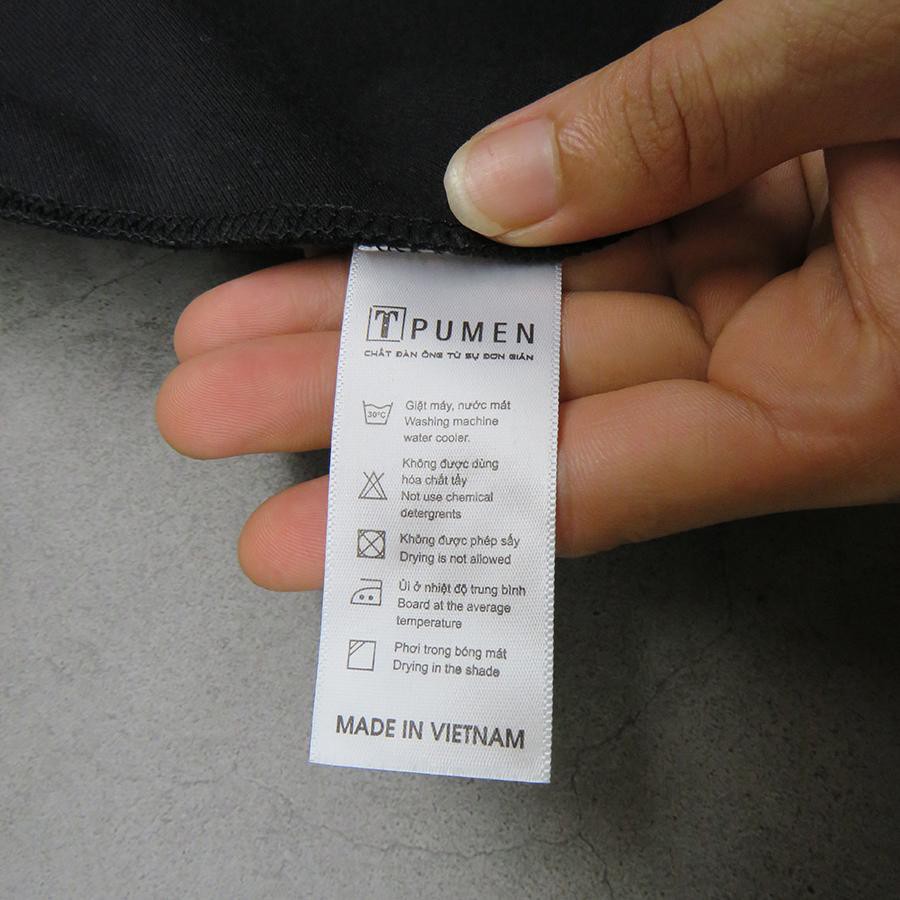 T PUMEN
CHẤT ĐÀN ÔNG TỪ SỰ ĐƠN GIẢN
30°C
Giặt máy, nước mát
Washing machine
water cooler.
Không được dùng
hóa chất tẩy
Not use chemical
detergrents
Không được phép sấy
Drying is not allowed
Ủi ở nhiệt độ trung bình
Board at the average
temperature
Phơi trong bóng mát
Drying in the shade
MADE IN VIETNAM